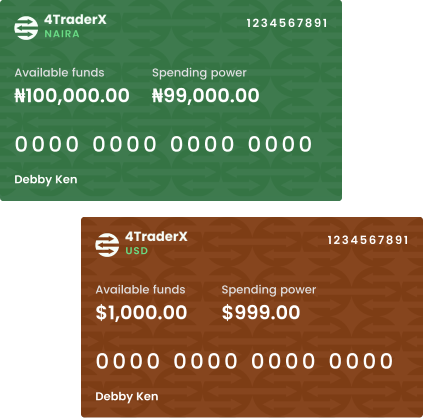 4TraderX
NAIRA
1234567891
Available funds Spending power
₦100,000.00 ₦99,000.00
0000 0000 0000 0000
Debby Ken
4TraderX
USD
1234567891
Available funds Spending power
$1,000.00 $999.00
0000 0000 0000 0000
Debby Ken